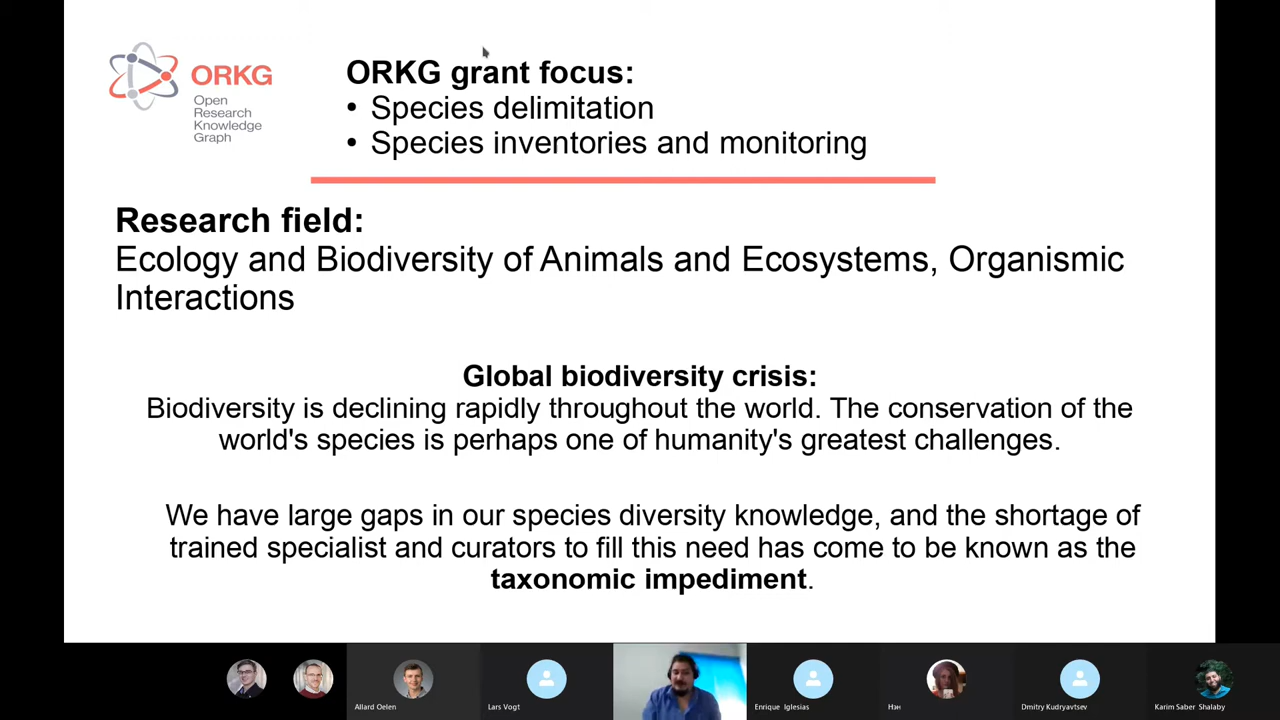 ORKG
Open
Research
Knowledge
Graph
ORKG grant focus:
• Species delimitation
• Species inventories and monitoring
Research field:
Ecology and Biodiversity of Animals and Ecosystems, Organismic
Interactions
Global biodiversity crisis:
Biodiversity is declining rapidly throughout the world. The conservation of the
world's species is perhaps one of humanity's greatest challenges.
We have large gaps in our species diversity knowledge, and the shortage of
trained specialist and curators to fill this need has come to be known as the
taxonomic impediment.
Allard Oelen
Lars Vogt
Enrique Iglesias
Нэн
Dmitry Kudryavtsev
Karim Saber Shalaby